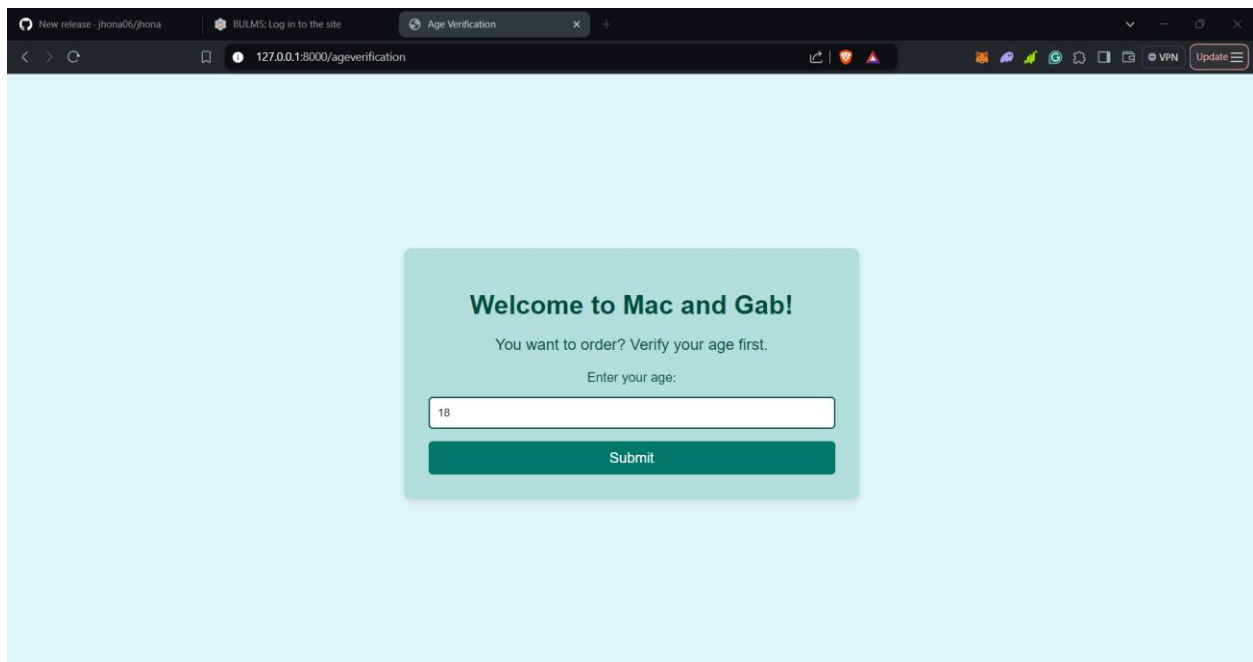 New release - jhona06/jhona
BULMS: Log in to the site
Age Verification
127.0.0.1:8000/ageverification
VPN
Update
Welcome to Mac and Gab!
You want to order? Verify your age first.
Enter your age:
18
Submit